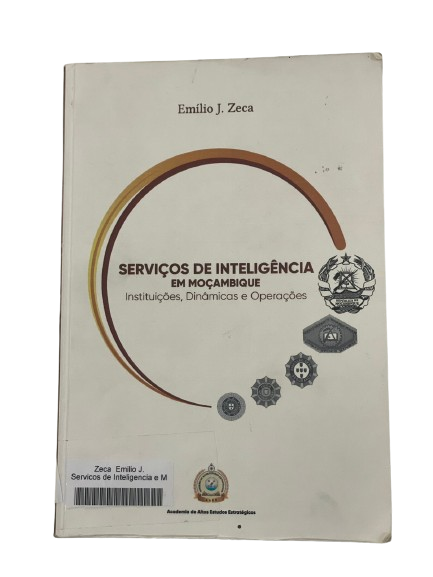 Emílio J. Zeca
SERVIÇOS DE INTELIGÊNCIA
EM MOÇAMBIQUE
Instituições, Dinâmicas e Operações
Zeca Emilio J.
Servicos de Inteligencia e M
Academia de Altos Estudos Estratégicos